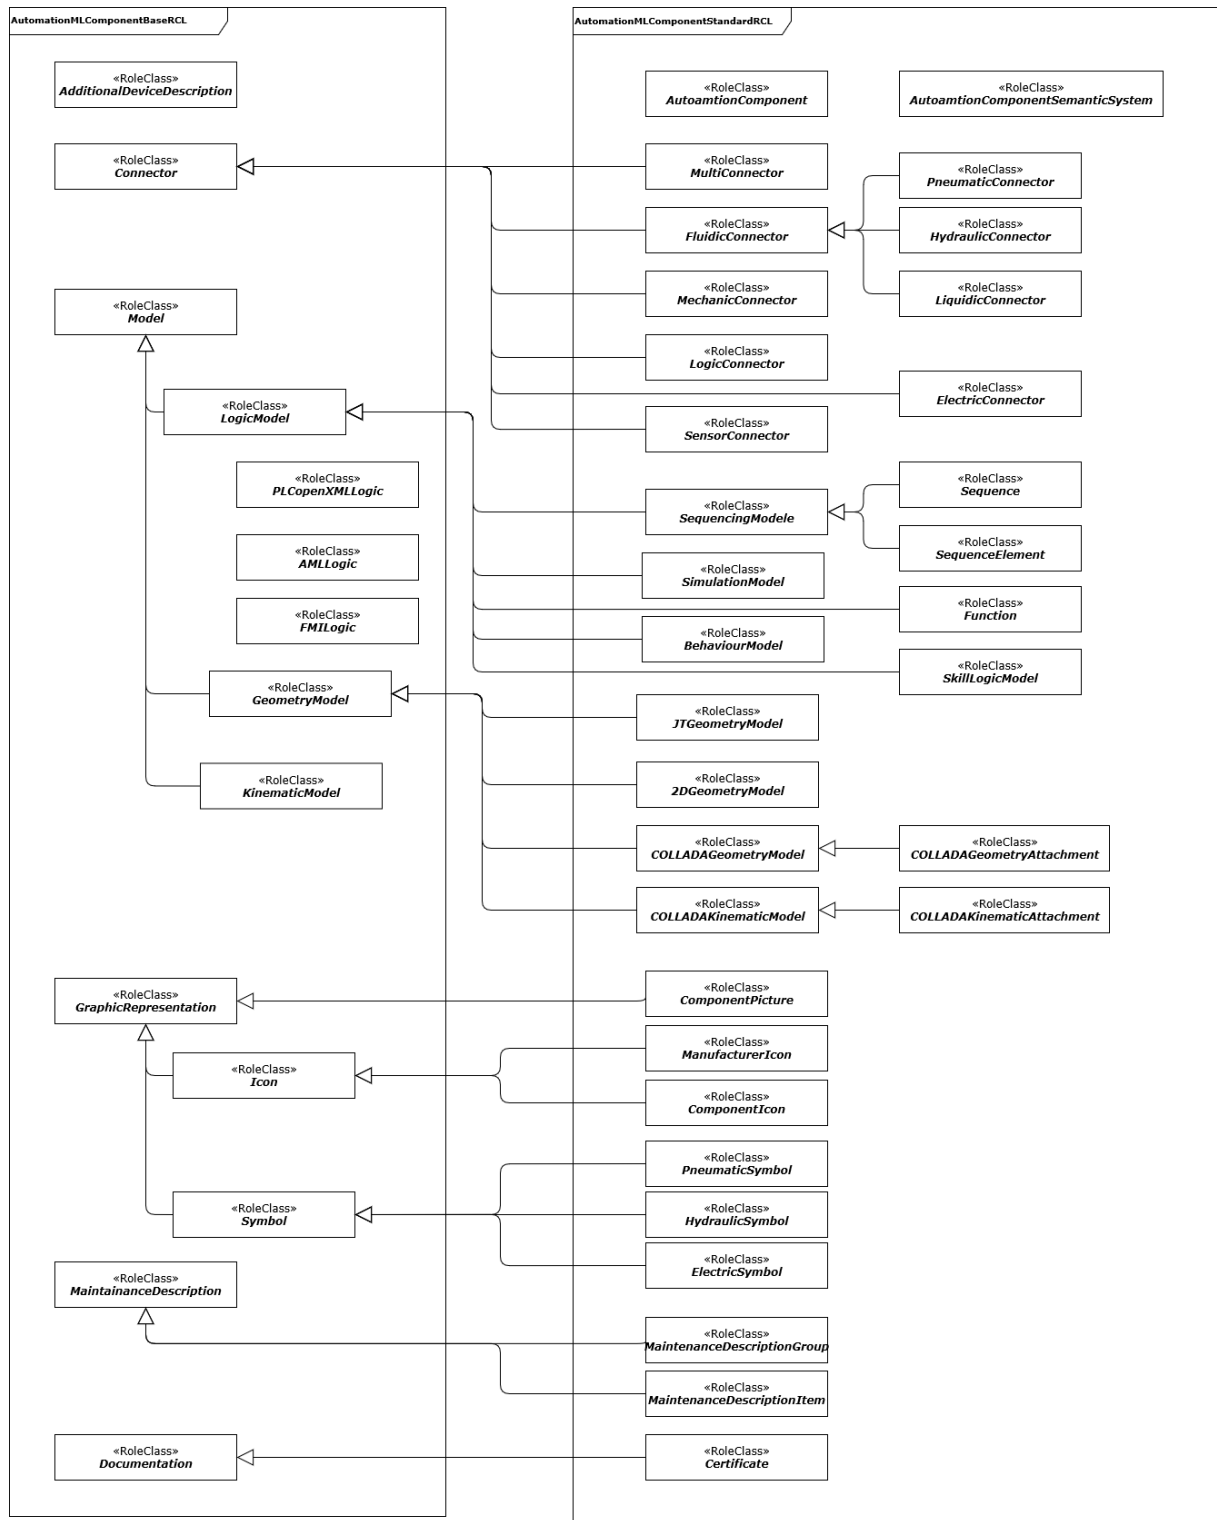 AutomationMLComponentBaseRCL
«RoleClass»
AdditionalDeviceDescription
«RoleClass»
Connector
«RoleClass»
Model
«RoleClass»
LogicModel
«RoleClass»
PLCopenXMLLogic
«RoleClass»
AMLLogic
«RoleClass»
FMILogic
«RoleClass»
GeometryModel
«RoleClass»
KinematicModel
«RoleClass»
GraphicRepresentation
«RoleClass»
Icon
«RoleClass»
Symbol
«RoleClass»
MaintainanceDescription
«RoleClass»
Documentation
AutomationMLComponentStandardRCL
«RoleClass»
AutoamtionComponent
«RoleClass»
AutoamtionComponentSemanticSystem
«RoleClass»
MultiConnector
«RoleClass»
PneumaticConnector
«RoleClass»
FluidicConnector
«RoleClass»
HydraulicConnector
«RoleClass»
MechanicConnector
«RoleClass»
LiquidicConnector
«RoleClass»
LogicConnector
«RoleClass»
ElectricConnector
«RoleClass»
SensorConnector
«RoleClass»
Sequence
«RoleClass»
SequencingModele
«RoleClass»
SequenceElement
«RoleClass»
SimulationModel
«RoleClass»
Function
«RoleClass»
BehaviourModel
«RoleClass»
SkillLogicModel
«RoleClass»
JTGeometryModel
«RoleClass»
2DGeometryModel
«RoleClass»
COLLADAGeometryModel
«RoleClass»
COLLADAGeometryAttachment
«RoleClass»
COLLADAKinematicModel
«RoleClass»
COLLADAKinematicAttachment
«RoleClass»
ComponentPicture
«RoleClass»
ManufacturerIcon
«RoleClass»
ComponentIcon
«RoleClass»
PneumaticSymbol
«RoleClass»
HydraulicSymbol
«RoleClass»
ElectricSymbol
«RoleClass»
MaintenanceDescriptionGroup
«RoleClass»
MaintenanceDescriptionItem
«RoleClass»
Certificate